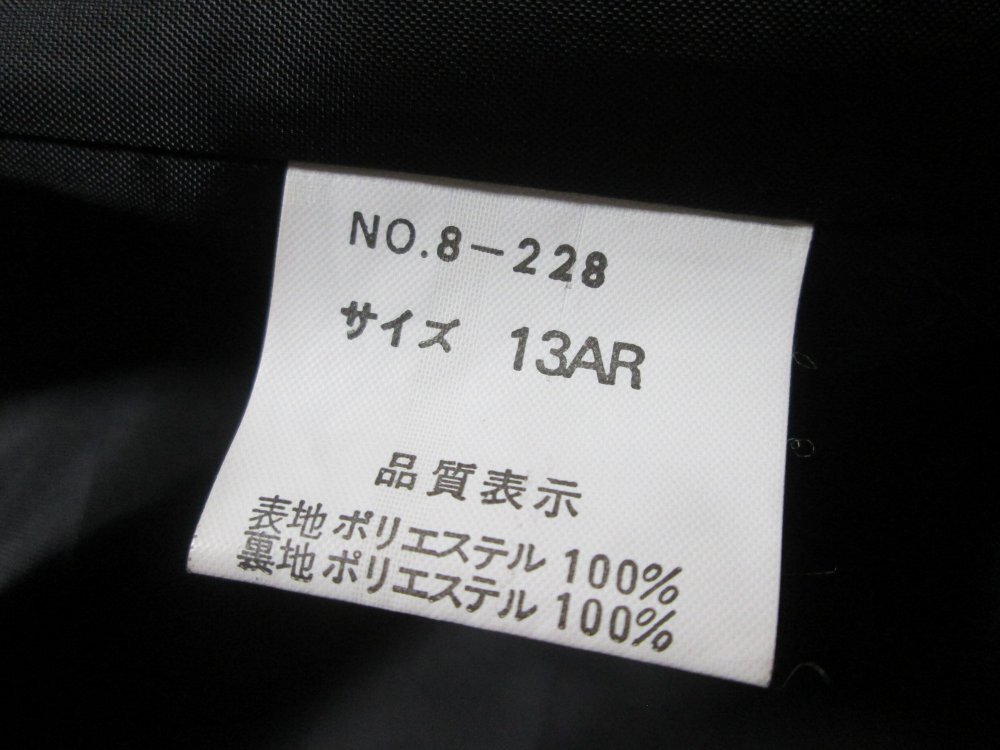 NO.8-228
サイズ 13AR
品質表示
表地 ポリエステル 100%
裏地 ポリエステル 100%